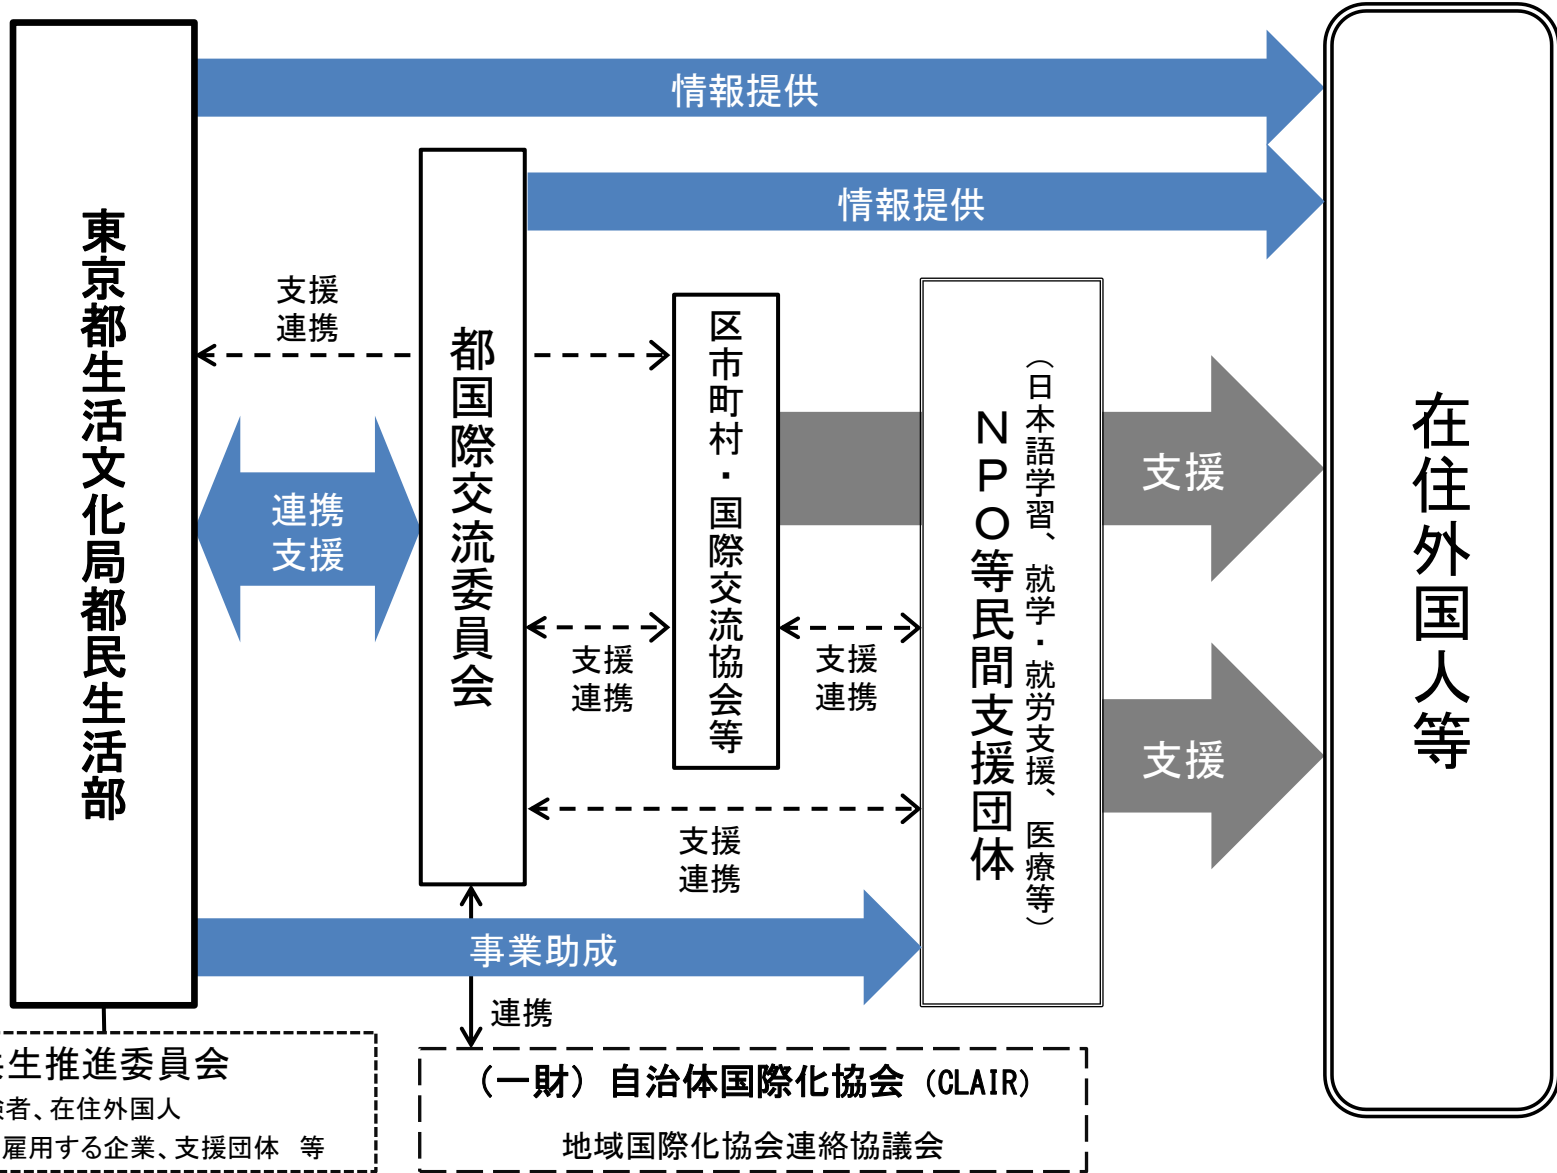 東京都生活文化局都民生活部
情報提供
情報提供
支援
連携
連携
支援
都国際交流委員会
区市町村・国際交流協会等
支援
連携
支援
連携
支援
連携
NPO等民間支援団体
（日本語学習、就学・就労支援、医療等）
支援
支援
在住外国人等
事業助成
連携
生推進委員会
者、在住外国人
雇用する企業、支援団体　等
（一財）自治体国際化協会（CLAIR）
地域国際化協会連絡協議会